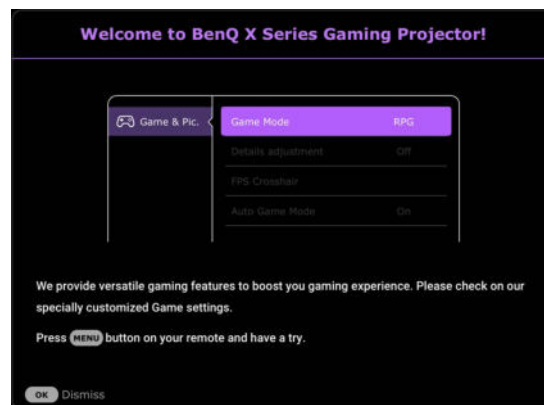 Welcome to BenQ X Series Gaming Projector!
Game & Pic.
Game Mode RPG
Details adjustment Off
FPS Crosshair
Auto Game Mode On
We provide versatile gaming features to boost you gaming experience. Please check on our
specially customized Game settings.
Press MENU button on your remote and have a try.
OK Dismiss